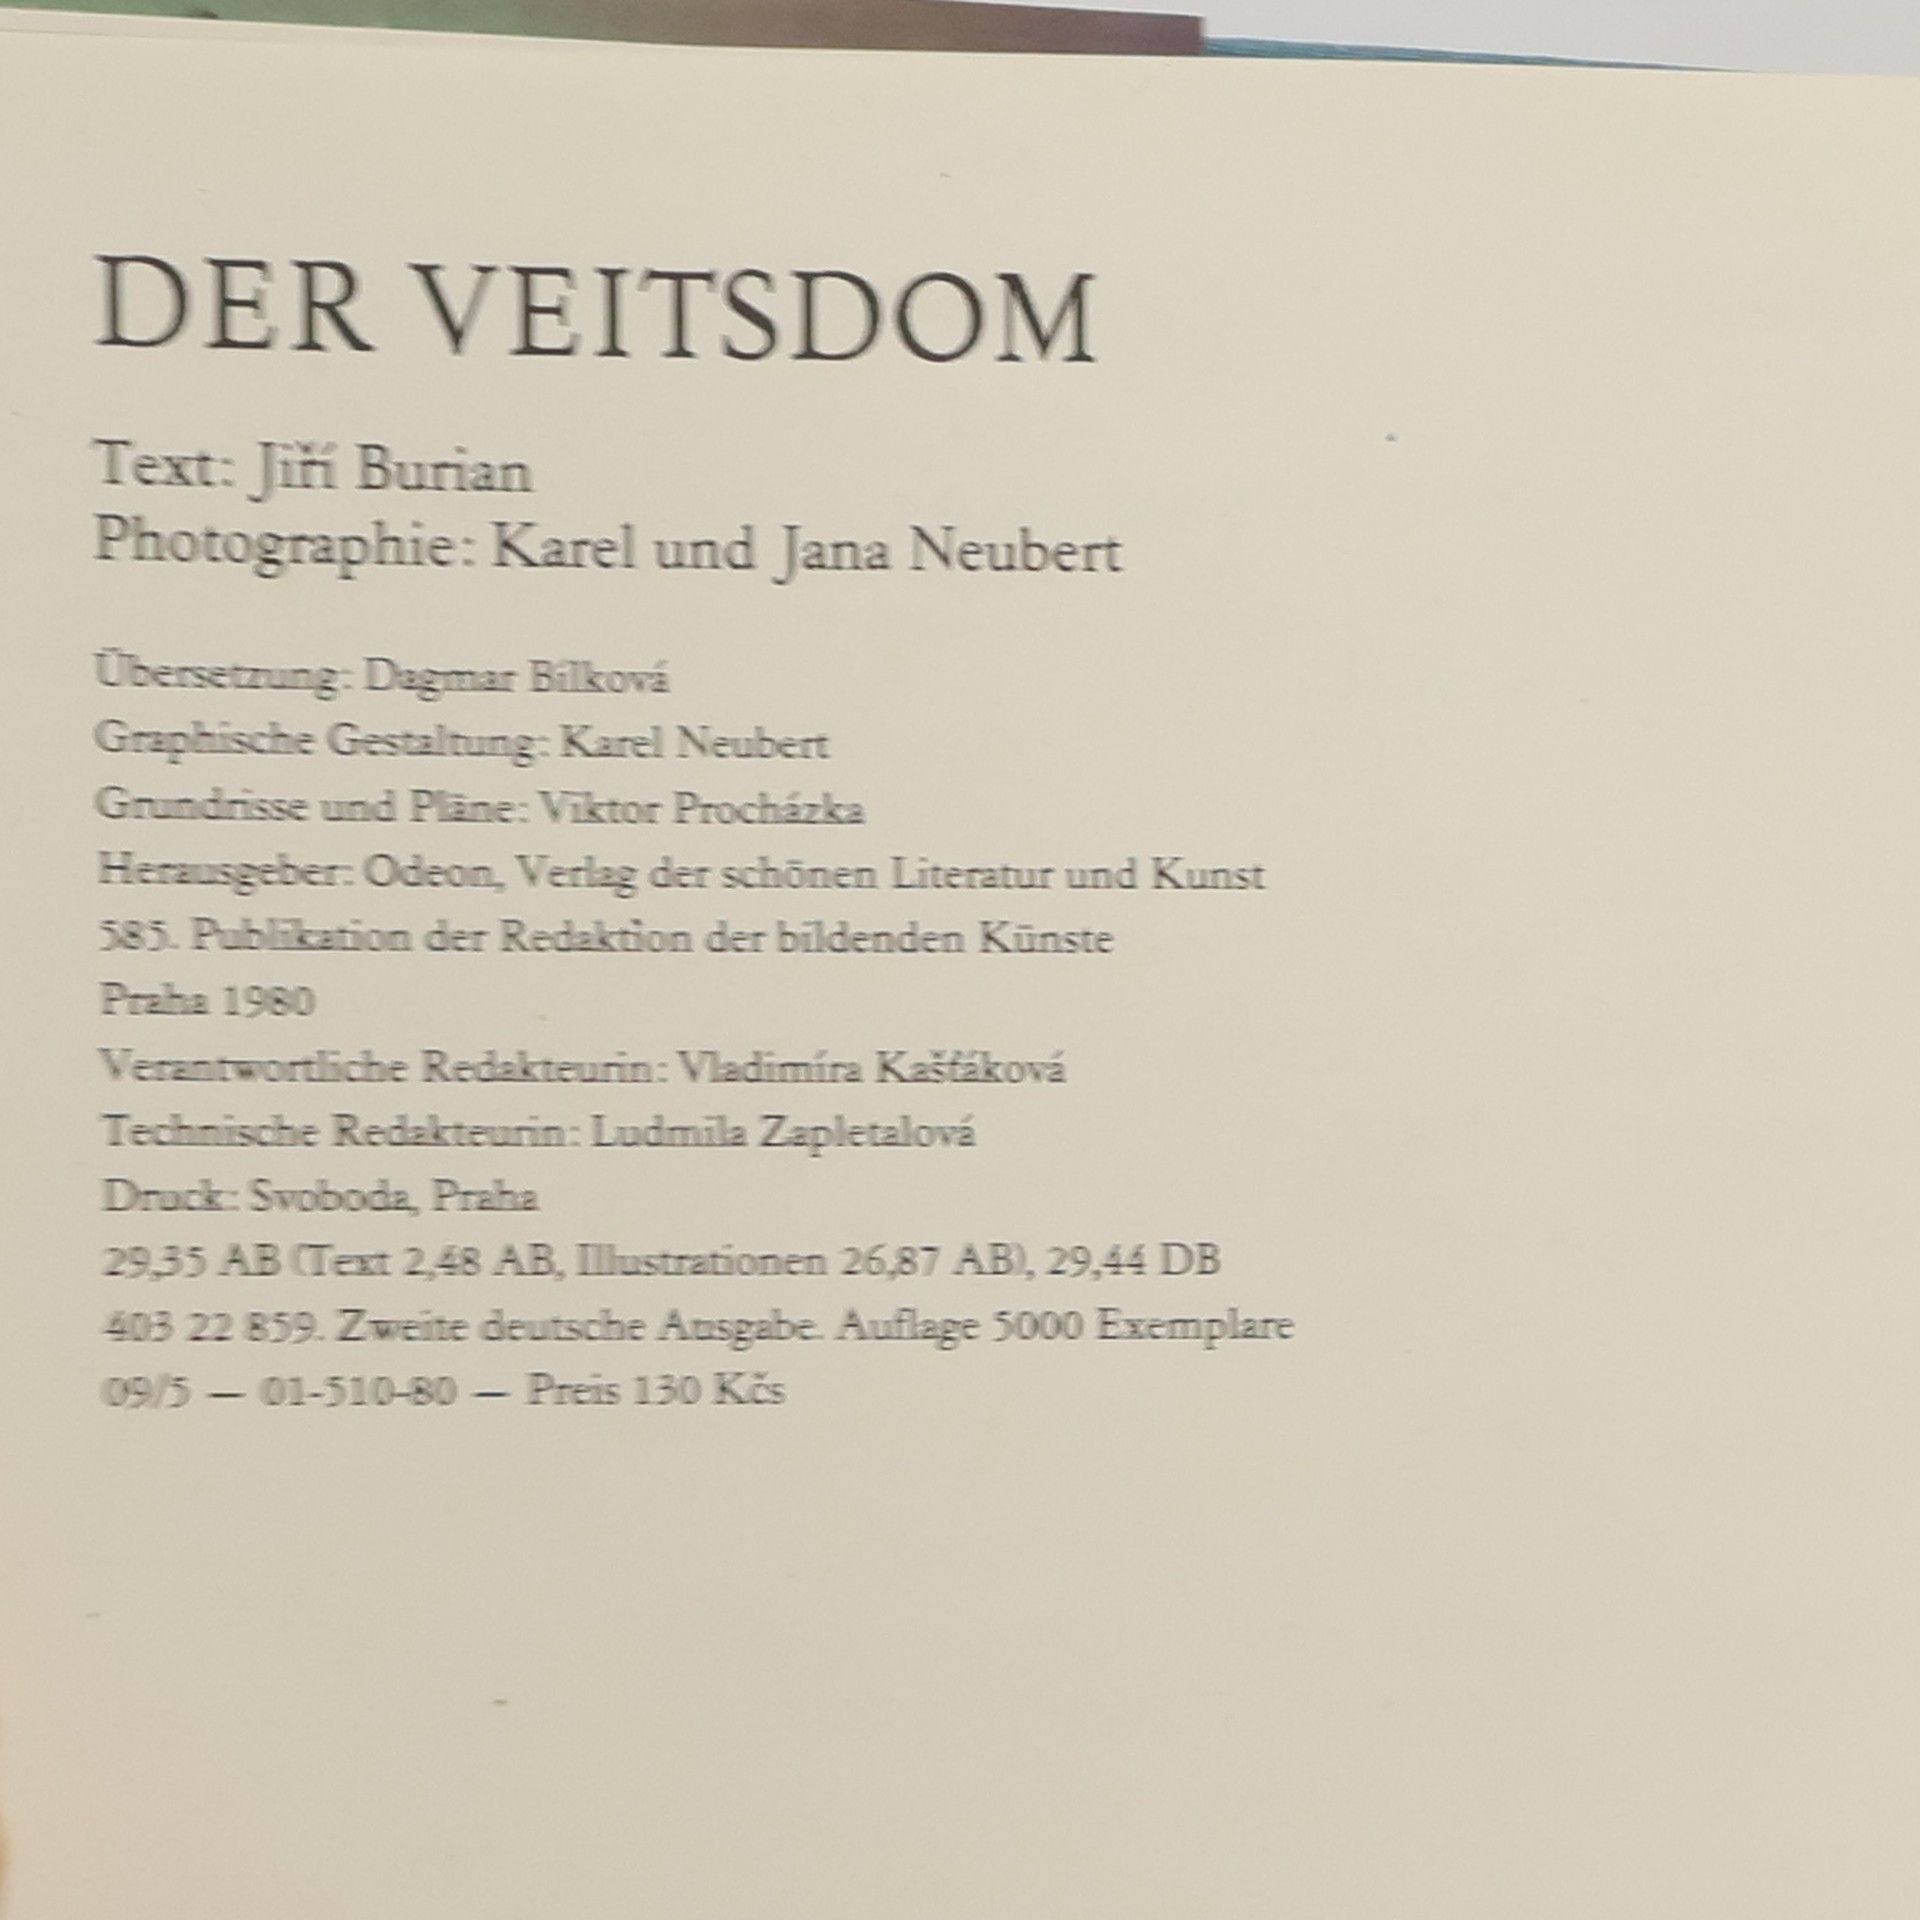 DER VEITSDOM
Text: Jiří Burian
Photographie: Karel und Jana Neubert
Übersetzung: Dagmar Bílková
Graphische Gestaltung: Karel Neubert
Grundrisse und Pläne: Viktor Procházka
Herausgeber: Odeon, Verlag der schönen Literatur und Kunst
585. Publikation der Redaktion der bildenden Künste
Praha 1980
Verantwortliche Redakteurin: Vladimíra Kašťáková
Technische Redakteurin: Ludmila Zapletalová
Druck: Svoboda, Praha
29,35 AB (Text 2,48 AB, Illustrationen 26,87 AB), 29,44 DB
403 22 859. Zweite deutsche Ausgabe. Auflage 5000 Exemplare
09/5 — 01-510-80 — Preis 130 Kčs